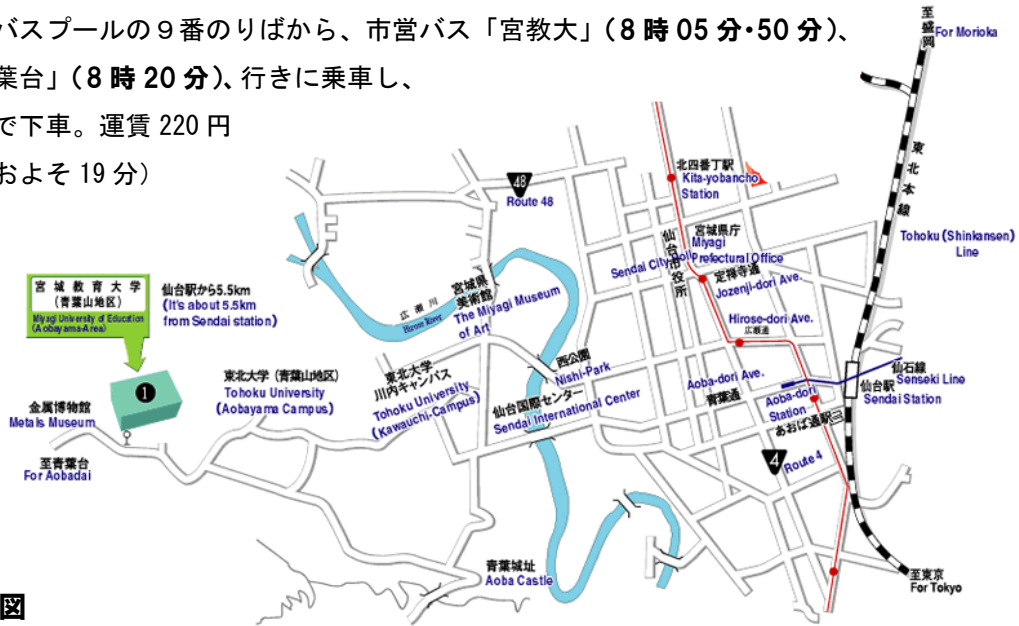 バスプールの９番のりばから、市営バス「宮教大」(８時05分・50分)、
葉台」(８時20分)、行きに乗車し、
で下車。運賃220円
およそ19分）
至盛岡
For Morioka
東北本線
Tohoku (Shinkansen)
Line
北四番丁駅
Kita-yobancho
Station
48
Route 48
宮城県庁
Miyagi
Prefectural Office
仙台市役所
Sendai City
定禅寺通
Jozenji-dori Ave.
Hirose-dori Ave.
広瀬通
宮城県
美術館
The Miyagi Museum
of Art
広瀬川
Hirose River
宮城教育大学
(青葉山地区)
Miyagi University of Education
(Aobayama-Area)
仙台駅から5.5km
(It's about 5.5km
from Sendai station)
1
東北大学（青葉山地区）
Tohoku University
(Aobayama Campus)
東北大学
川内キャンパス
Tohoku University
(Kawauchi-Campus)
西公園
Nishi-Park
仙台国際センター
Sendai International Center
Aoba-dori Ave.
青葉通
仙石線
Senseki Line
仙台駅
Sendai Station
Aoba-dori
Station
あおば通駅
4
Route 4
金属博物館
Metals Museum
至青葉台
For Aobadai
青葉城址
Aoba Castle
至東京
For Tokyo
図